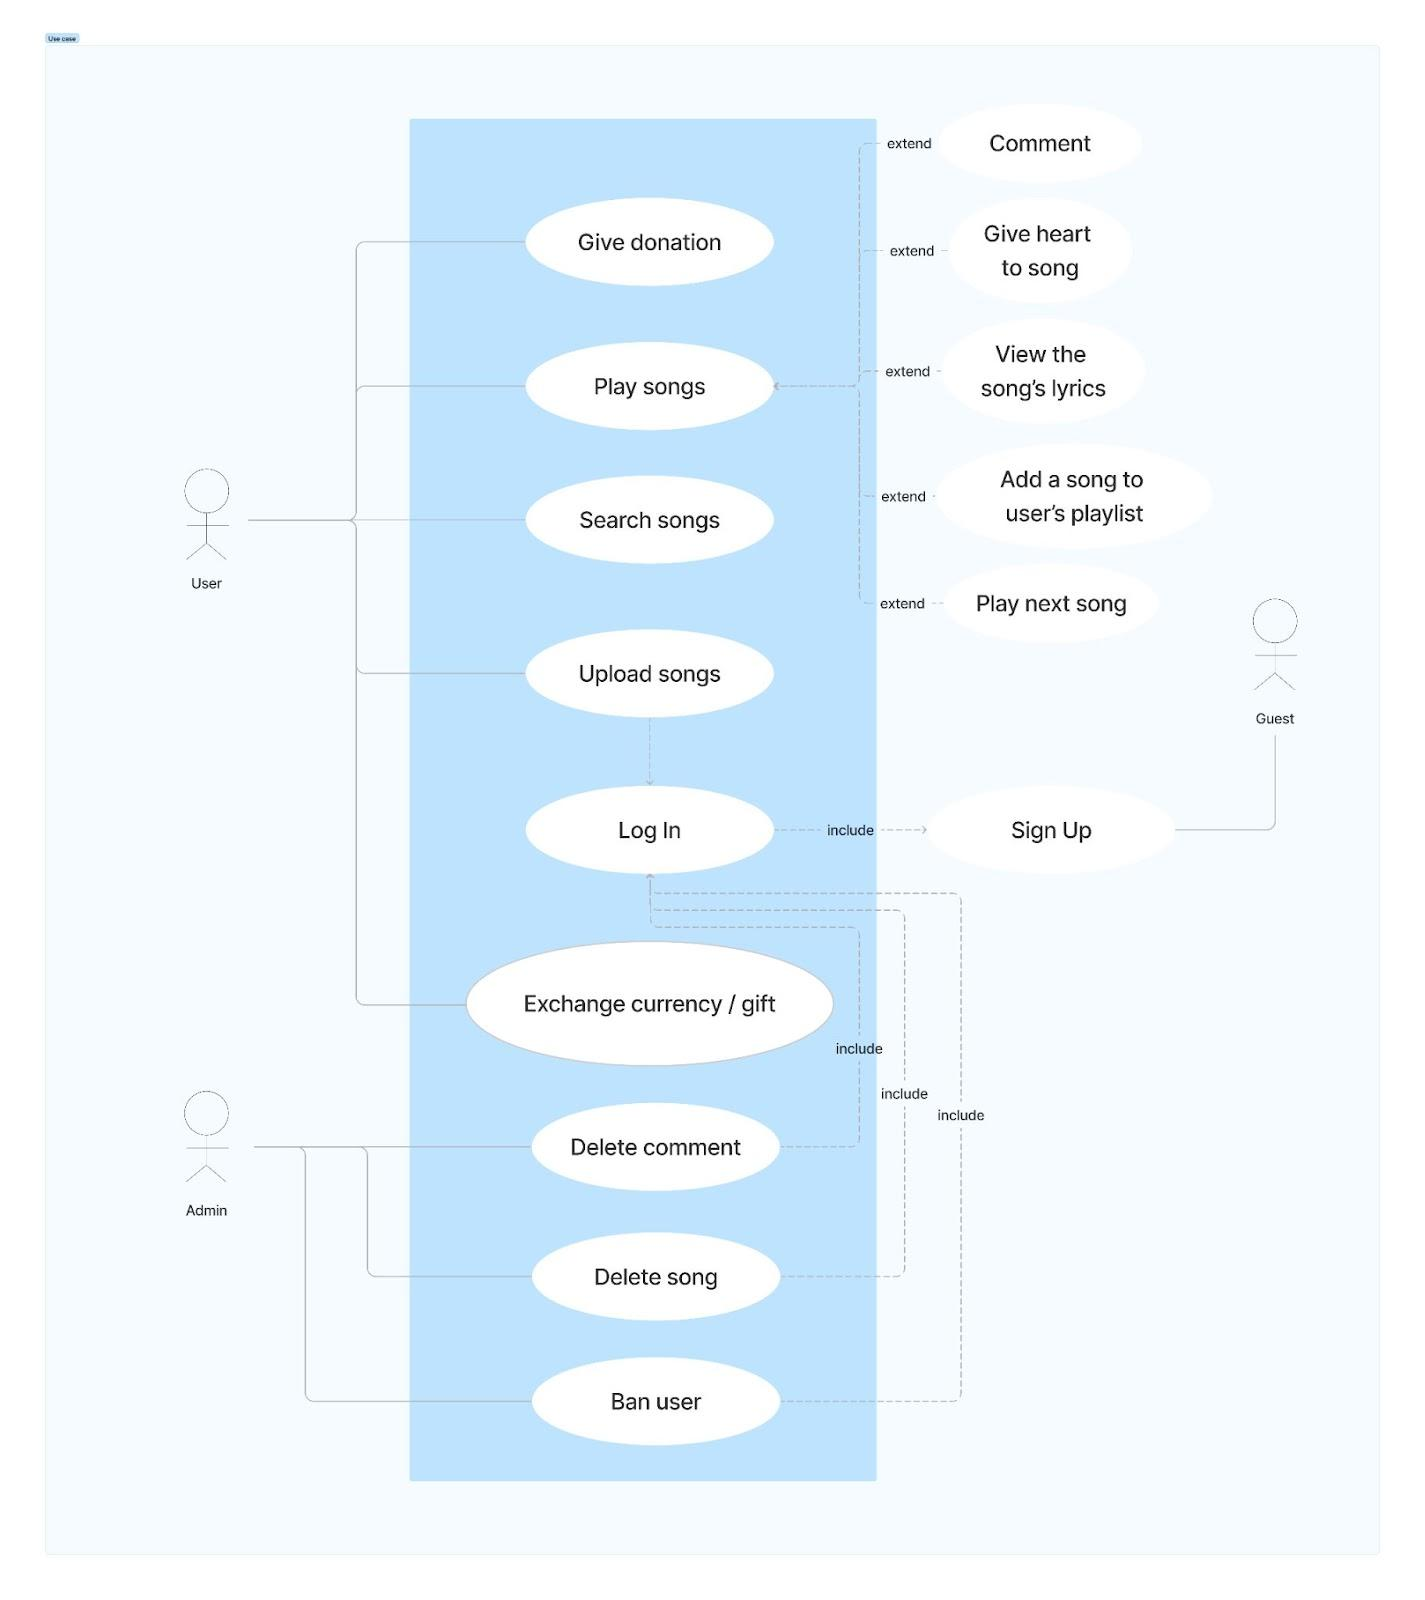 Use case
Comment
extend
Give donation
Give heart
to song
extend
View the
song's lyrics
extend
Play songs
Add a song to
user's playlist
extend
Search songs
User
Play next song
extend
Upload songs
Guest
Log In
include
Sign Up
Exchange currency / gift
include
include
include
Delete comment
Admin
Delete song
Ban user